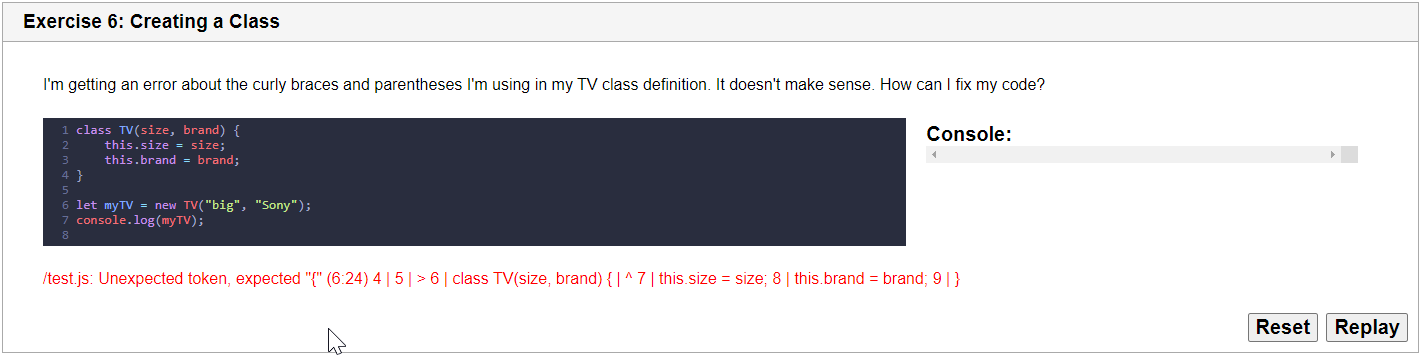 Exercise 6: Creating a Class
I'm getting an error about the curly braces and parentheses I'm using in my TV class definition. It doesn't make sense. How can I fix my code?
1 class TV(size, brand) {
2     this.size = size;
3     this.brand = brand;
4 }
5
6 let myTV = new TV("big", "Sony");
7 console.log(myTV);
8
Console:
/test.js: Unexpected token, expected "{" (6:24) 4 | 5 | > 6 | class TV(size, brand) { | ^ 7 | this.size = size; 8 | this.brand = brand; 9 | }
Reset Replay